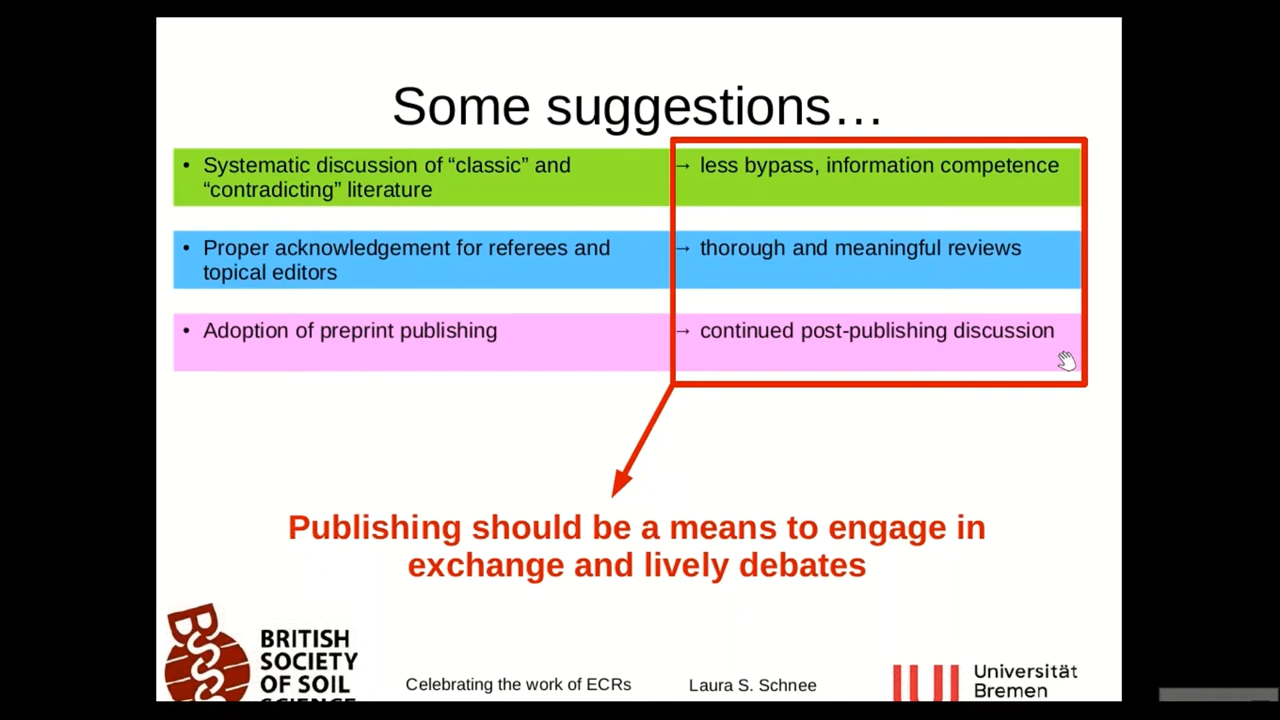 Some suggestions…
• Systematic discussion of “classic” and
“contradicting” literature
→ less bypass, information competence
• Proper acknowledgement for referees and
topical editors
→ thorough and meaningful reviews
• Adoption of preprint publishing
→ continued post-publishing discussion
Publishing should be a means to engage in
exchange and lively debates
BSSS
BRITISH
SOCIETY
OF SOIL
SCIENCE
Celebrating the work of ECRs
Laura S. Schnee
Universität
Bremen